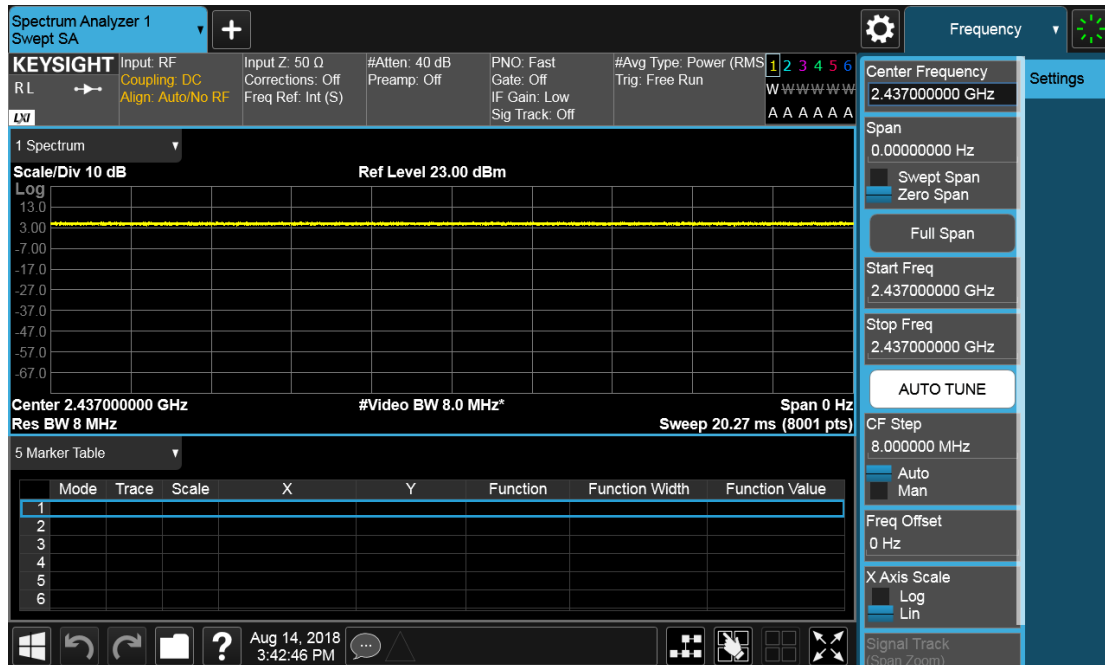 Spectrum Analyzer 1
Swept SA
+
Frequency
KEYSIGHT
RL
LXI
Input: RF
Coupling: DC
Align: Auto/No RF
Input Z: 50 Ω
Corrections: Off
Freq Ref: Int (S)
#Atten: 40 dB
Preamp: Off
PNO: Fast
Gate: Off
IF Gain: Low
Sig Track: Off
#Avg Type: Power (RMS
Trig: Free Run
1 2 3 4 5 6
W W W W W W
A A A A A A
Center Frequency
2.437000000 GHz
Settings
Span
0.00000000 Hz
Swept Span
Zero Span
Full Span
Start Freq
2.437000000 GHz
Stop Freq
2.437000000 GHz
AUTO TUNE
CF Step
8.000000 MHz
Auto
Man
Freq Offset
0 Hz
X Axis Scale
Log
Lin
Signal Track
(Span Zoom)
1 Spectrum
Scale/Div 10 dB
Ref Level 23.00 dBm
Log
13.0
3.00
-7.00
-17.0
-27.0
-37.0
-47.0
-57.0
-67.0
Center 2.437000000 GHz
#Video BW 8.0 MHz*
Span 0 Hz
Res BW 8 MHz
Sweep 20.27 ms (8001 pts)
5 Marker Table
Mode Trace Scale X Y Function Function Width Function Value
1
2
3
4
5
6
?
Aug 14, 2018
3:42:46 PM